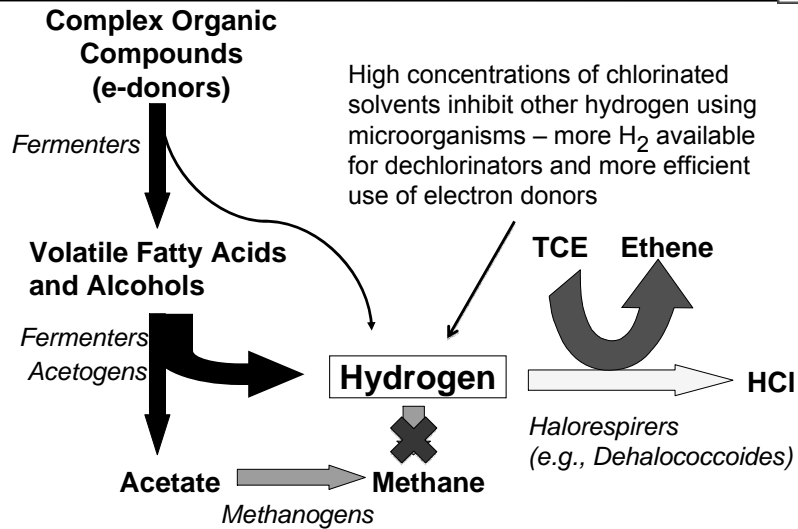 Complex Organic
Compounds
(e-donors)
High concentrations of chlorinated
solvents inhibit other hydrogen using
microorganisms – more H2 available
for dechlorinators and more efficient
use of electron donors
Fermenters
Volatile Fatty Acids
and Alcohols
TCE Ethene
Fermenters
Acetogens
Hydrogen
HCl
Halorespirers
(e.g., Dehalococcoides)
Acetate
Methane
Methanogens